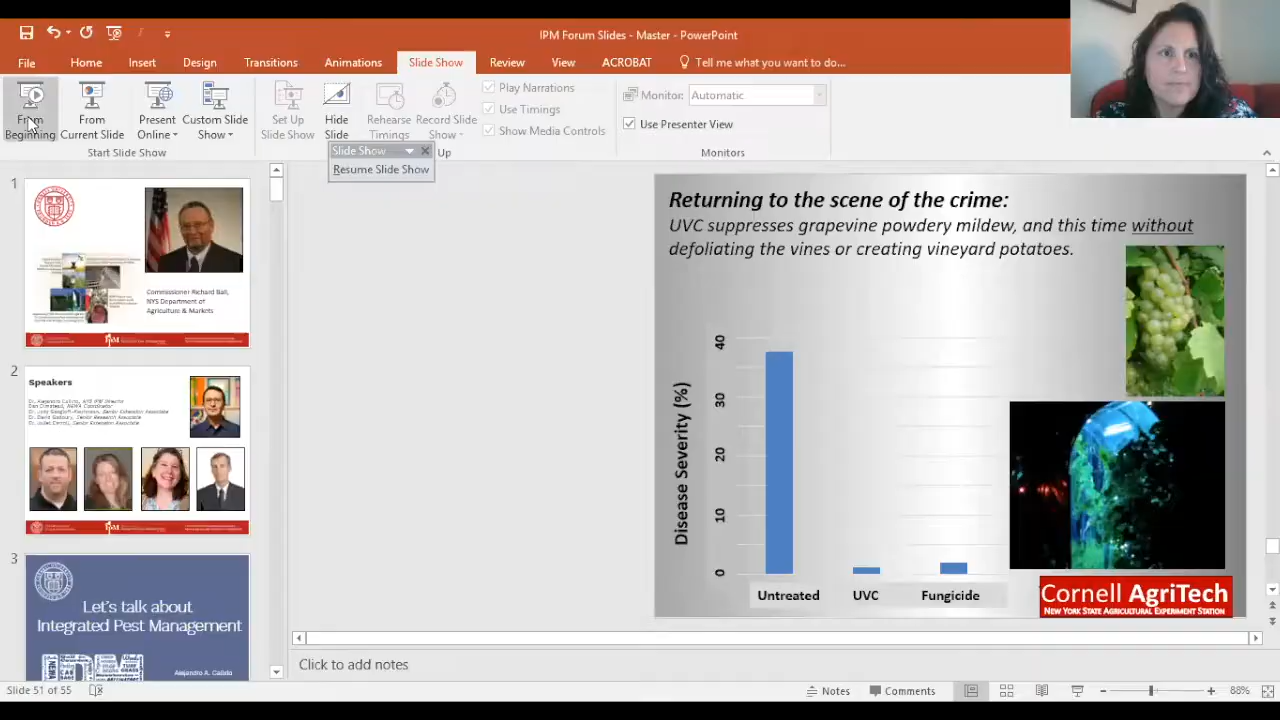 IPM Forum Slides - Master - PowerPoint
File
Home
Insert
Design
Transitions
Animations
Slide Show
Review
View
ACROBAT
Tell me what you want to do...
From
Beginning
From
Current Slide
Present
Online
Custom Slide
Show
Set Up
Slide Show
Hide
Slide
Rehearse
Timings
Record Slide
Show
Play Narrations
Use Timings
Show Media Controls
Monitor:
Automatic
Use Presenter View
Start Slide Show
Up
Monitors
Slide Show
Resume Slide Show
1
Commissioner Richard Ball,
NYS Department of
Agriculture & Markets
2
Speakers
3
Let's talk about
Integrated Pest Management
Returning to the scene of the crime:
UVC suppresses grapevine powdery mildew, and this time without
defoliating the vines or creating vineyard potatoes.
Disease Severity (%)
40
30
20
10
0
Untreated
UVC
Fungicide
Cornell AgriTech
NEW YORK STATE AGRICULTURAL EXPERIMENT STATION
Click to add notes
Slide 51 of 55
Notes
Comments
88%